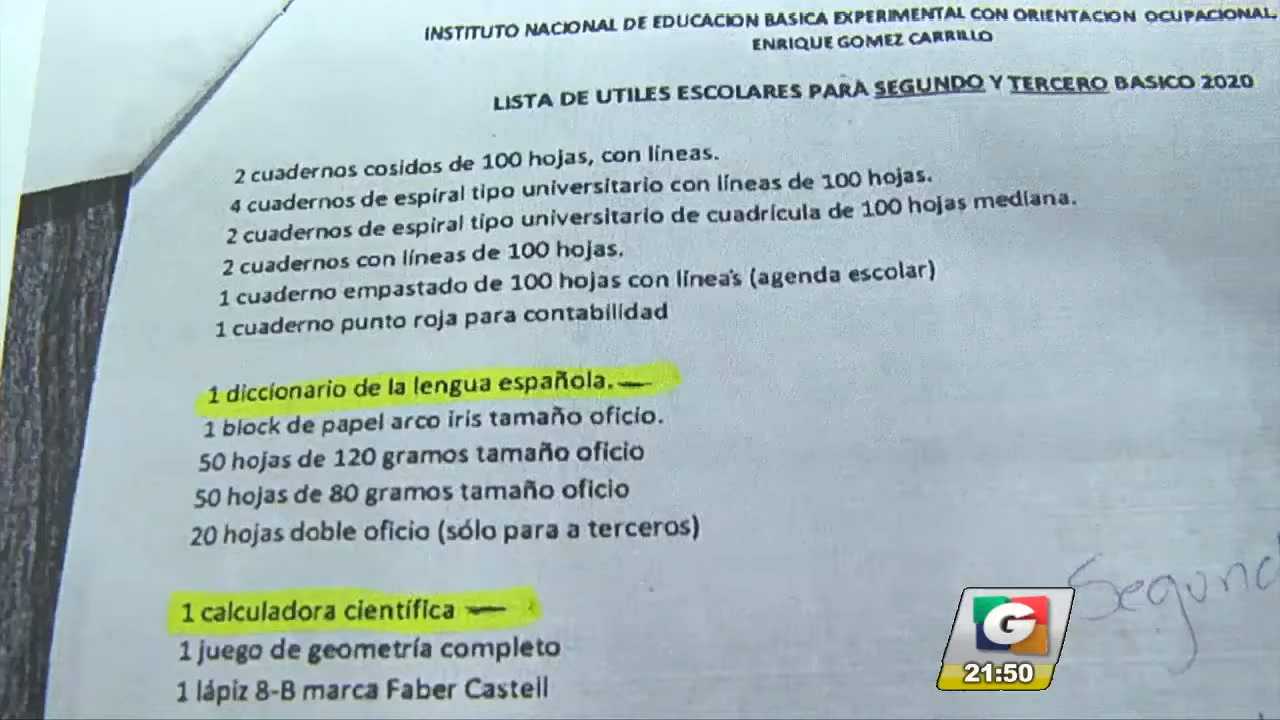 INSTITUTO NACIONAL DE EDUCACION BASICA EXPERIMENTAL CON ORIENTACION OCUPACIONAL,
ENRIQUE GOMEZ CARRILLO
LISTA DE UTILES ESCOLARES PARA SEGUNDO Y TERCERO BASICO 2020
2 cuadernos cosidos de 100 hojas, con líneas.
4 cuadernos de espiral tipo universitario con líneas de 100 hojas.
2 cuadernos de espiral tipo universitario de cuadrícula de 100 hojas mediana.
2 cuadernos con líneas de 100 hojas.
1 cuaderno empastado de 100 hojas con líneas (agenda escolar)
1 cuaderno punto roja para contabilidad
1 diccionario de la lengua española.
1 block de papel arco iris tamaño oficio.
50 hojas de 120 gramos tamaño oficio
50 hojas de 80 gramos tamaño oficio
20 hojas doble oficio (sólo para a terceros)
1 calculadora científica
1 juego de geometría completo
1 lápiz 8-B marca Faber Castell
Segund
G
21:50